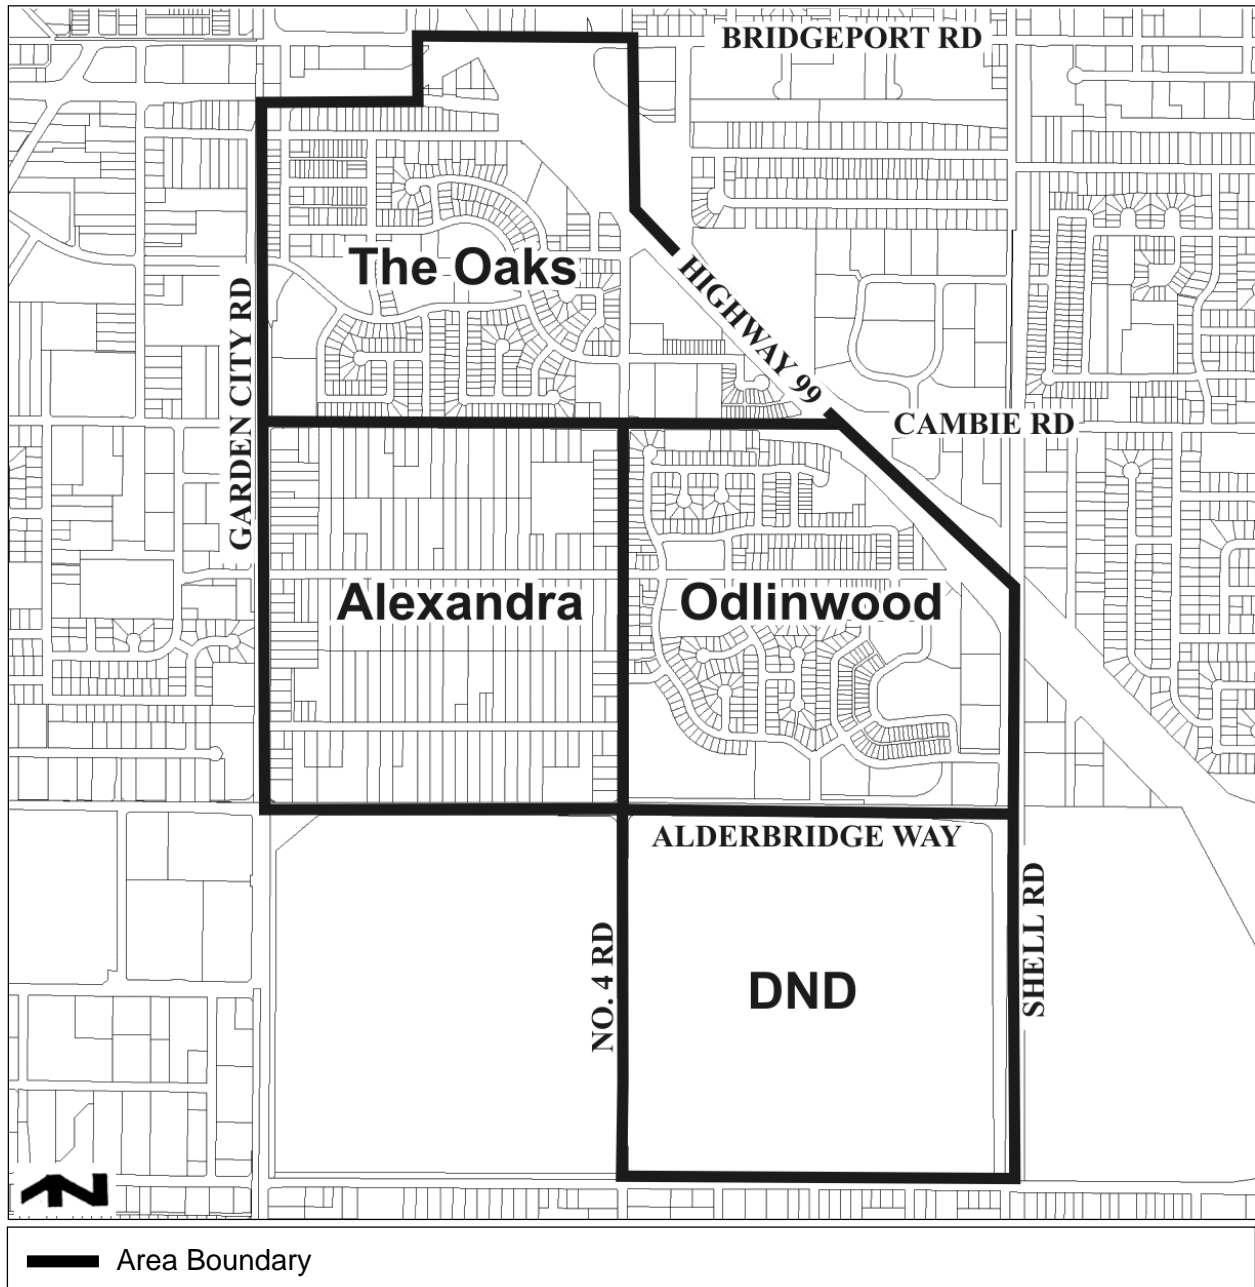 BRIDGEPORT RD
The Oaks
HIGHWAY 99
GARDEN CITY RD
CAMBIE RD
Alexandra
Odlinwood
ALDERBRIDGE WAY
NO. 4 RD
DND
SHELL RD
N
Area Boundary